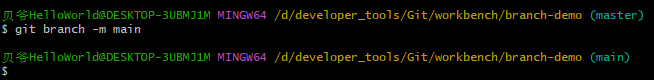 贝爷HelloWorld@DESKTOP-3UBMJ1M MINGW64 /d/developer_tools/Git/workbench/branch-demo (master)
$ git branch -m main
贝爷HelloWorld@DESKTOP-3UBMJ1M MINGW64 /d/developer_tools/Git/workbench/branch-demo (main)
$